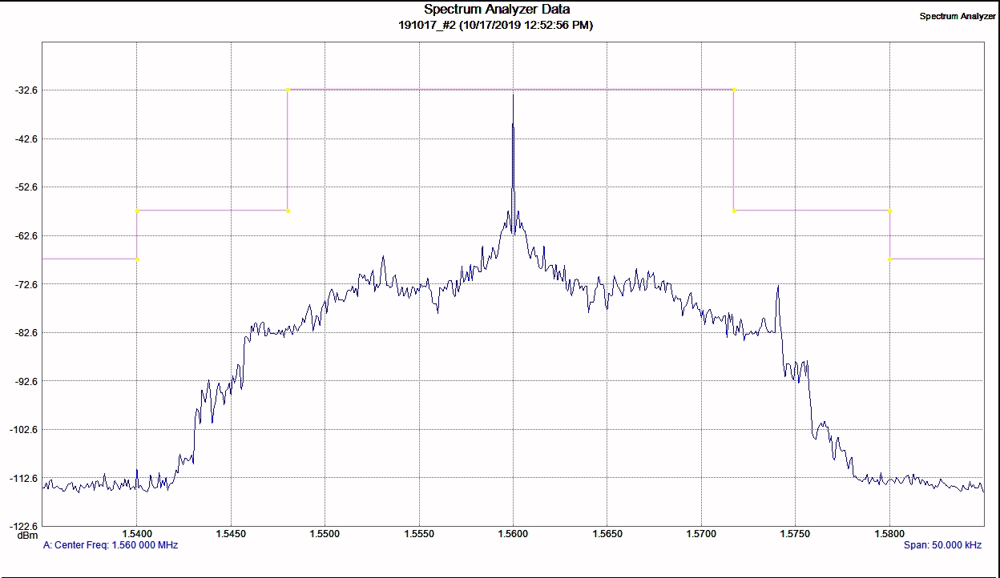 Spectrum Analyzer Data
191017_#2 (10/17/2019 12:52:56 PM)
Spectrum Analyzer
-32.6
-42.6
-52.6
-62.6
-72.6
-82.6
-92.6
-102.6
-112.6
-122.6
dBm
1.5400 1.5450 1.5500 1.5550 1.5600 1.5650 1.5700 1.5750 1.5800
A: Center Freq: 1.560 000 MHz Span: 50.000 kHz